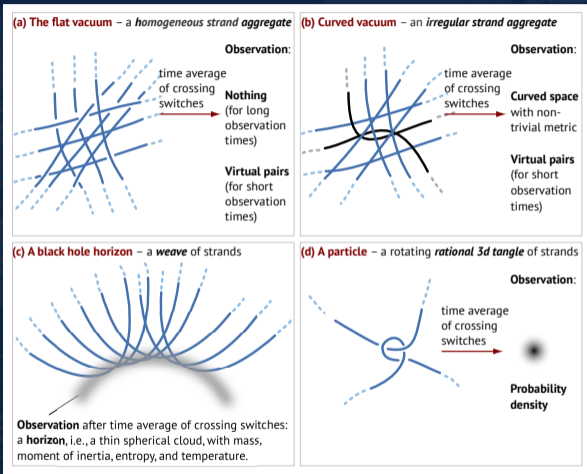 (a) The flat vacuum – a homogeneous strand aggregate
Observation:
time average
of crossing
switches
Nothing
(for long
observation
times)
Virtual pairs
(for short
observation
times)
(b) Curved vacuum – an irregular strand aggregate
Observation:
time average
of crossing
switches
Curved space
with non-
trivial metric
Virtual pairs
(for short
observation
times)
(c) A black hole horizon – a weave of strands
Observation after time average of crossing switches:
a horizon, i.e., a thin spherical cloud, with mass,
moment of inertia, entropy, and temperature.
(d) A particle – a rotating rational 3d tangle of strands
Observation:
time average
of crossing
switches
Probability
density